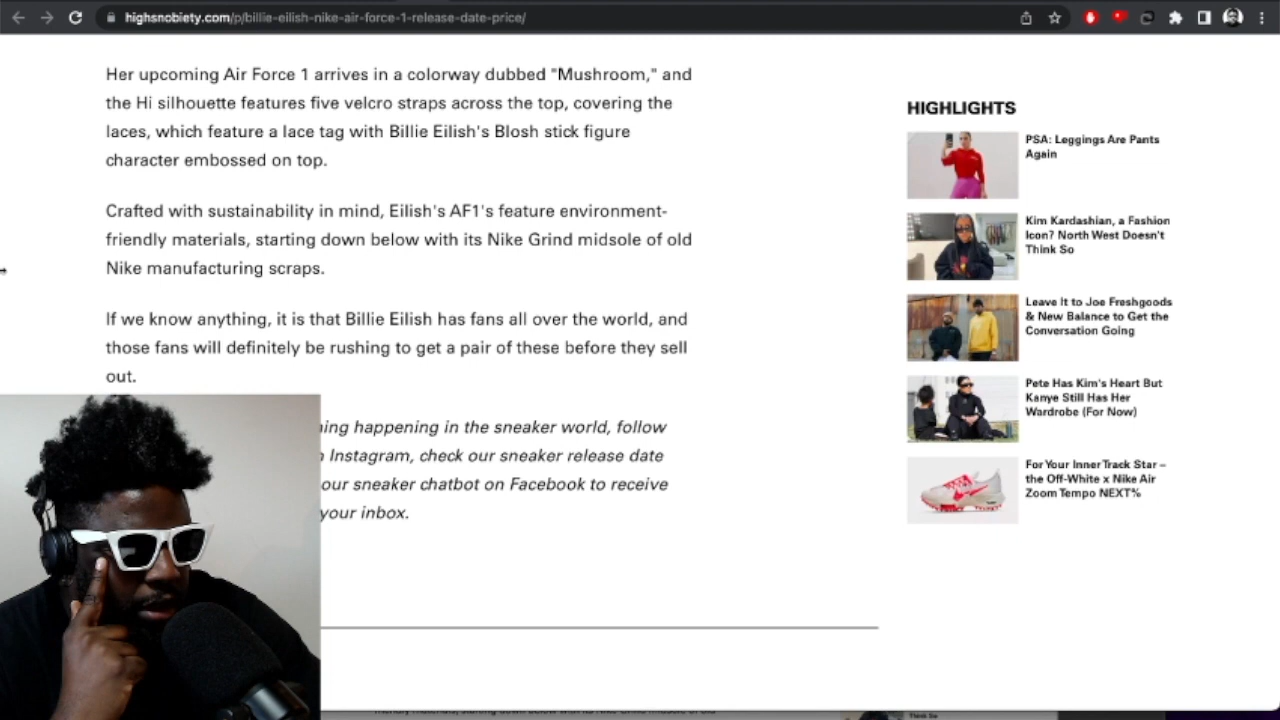 highsnobiety.com/p/billie-eilish-nike-air-force-1-release-date-price/
Her upcoming Air Force 1 arrives in a colorway dubbed "Mushroom," and
the Hi silhouette features five velcro straps across the top, covering the
laces, which feature a lace tag with Billie Eilish's Blosh stick figure
character embossed on top.
Crafted with sustainability in mind, Eilish's AF1's feature environment-
friendly materials, starting down below with its Nike Grind midsole of old
Nike manufacturing scraps.
If we know anything, it is that Billie Eilish has fans all over the world, and
those fans will definitely be rushing to get a pair of these before they sell
out.
happening in the sneaker world, follow
Instagram, check our sneaker release date
our sneaker chatbot on Facebook to receive
your inbox.
HIGHLIGHTS
PSA: Leggings Are Pants
Again
Kim Kardashian, a Fashion
Icon? North West Doesn't
Think So
Leave It to Joe Freshgoods
& New Balance to Get the
Conversation Going
Pete Has Kim's Heart But
Kanye Still Has Her
Wardrobe (For Now)
For Your Inner Track Star –
the Off-White x Nike Air
Zoom Tempo NEXT%
Think So